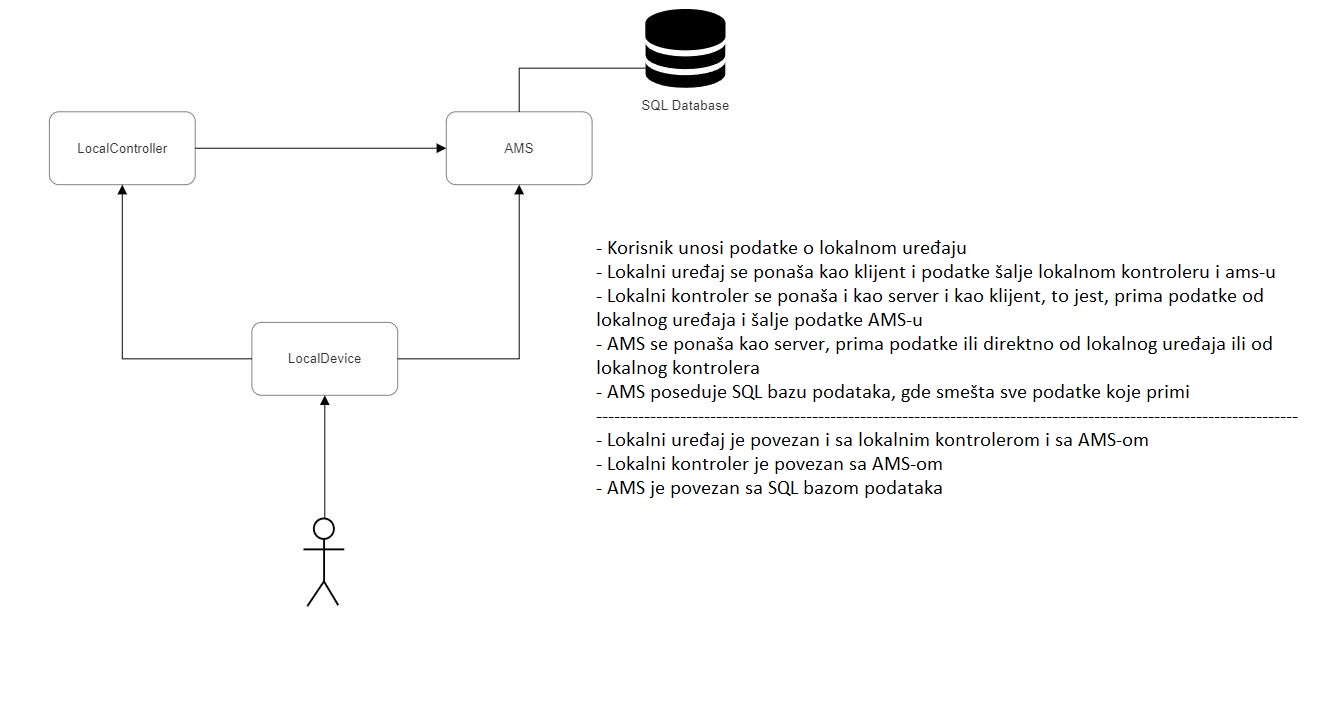 SQL Database
LocalController
AMS
LocalDevice
- Korisnik unosi podatke o lokalnom uređaju
- Lokalni uređaj se ponaša kao klijent i podatke šalje lokalnom kontroleru i ams-u
- Lokalni kontroler se ponaša i kao server i kao klijent, to jest, prima podatke od
lokalnog uređaja i šalje podatke AMS-u
- AMS se ponaša kao server, prima podatke ili direktno od lokalnog uređaja ili od
lokalnog kontrolera
- AMS poseduje SQL bazu podataka, gde smešta sve podatke koje primi
- Lokalni uređaj je povezan i sa lokalnim kontrolerom i sa AMS-om
- Lokalni kontroler je povezan sa AMS-om
- AMS je povezan sa SQL bazom podataka